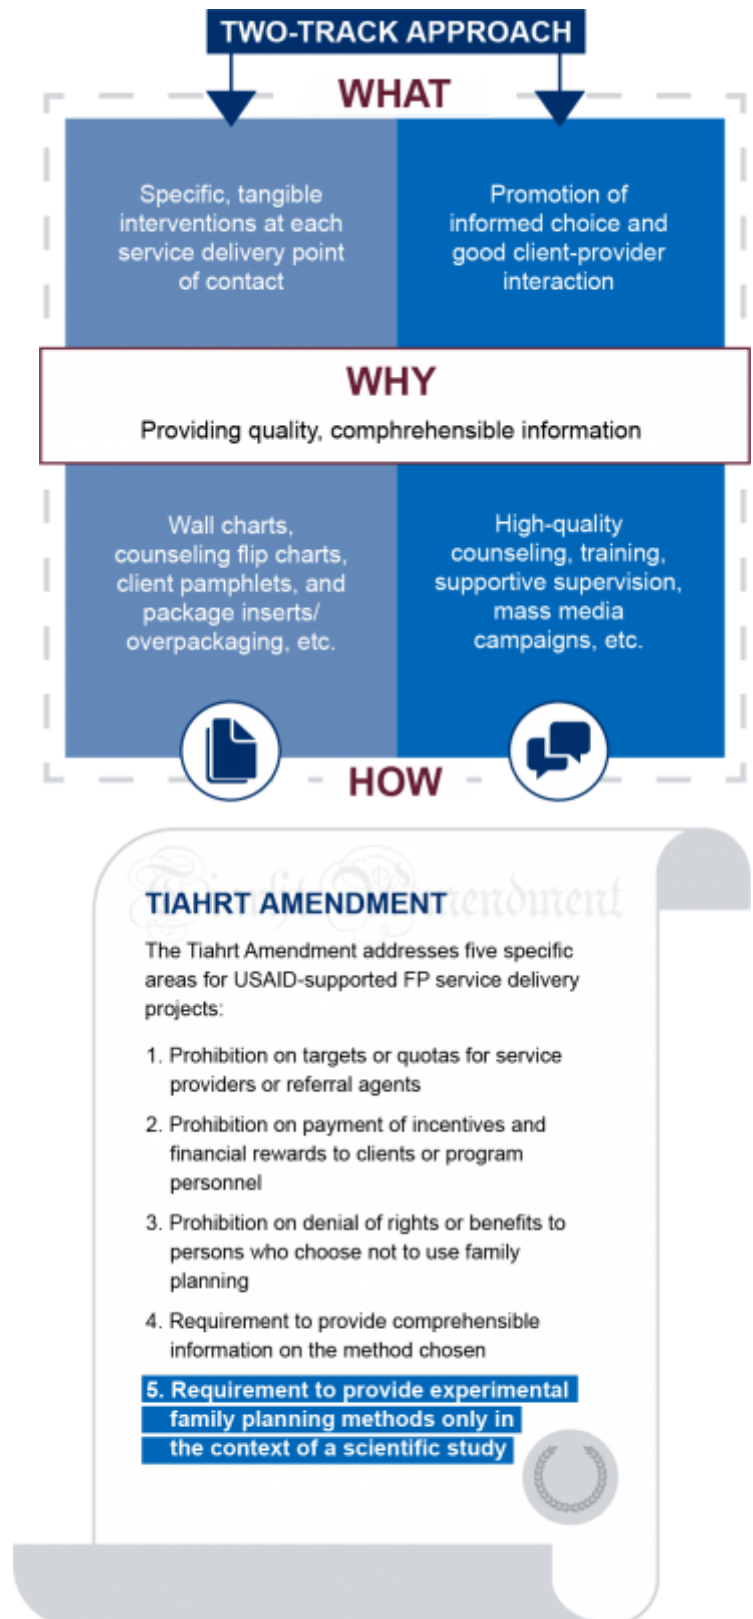 TWO-TRACK APPROACH
WHAT
Specific, tangible
interventions at each
service delivery point
of contact
Promotion of
informed choice and
good client-provider
interaction
WHY
Providing quality, comphrehensible information
Wall charts,
counseling flip charts,
client pamphlets, and
package inserts/
overpackaging, etc.
High-quality
counseling, training,
supportive supervision,
mass media
campaigns, etc.
HOW
Tiahrt Amendment
TIAHRT AMENDMENT
The Tiahrt Amendment addresses five specific
areas for USAID-supported FP service delivery
projects:
1. Prohibition on targets or quotas for service
providers or referral agents
2. Prohibition on payment of incentives and
financial rewards to clients or program
personnel
3. Prohibition on denial of rights or benefits to
persons who choose not to use family
planning
4. Requirement to provide comprehensible
information on the method chosen
5. Requirement to provide experimental
family planning methods only in
the context of a scientific study